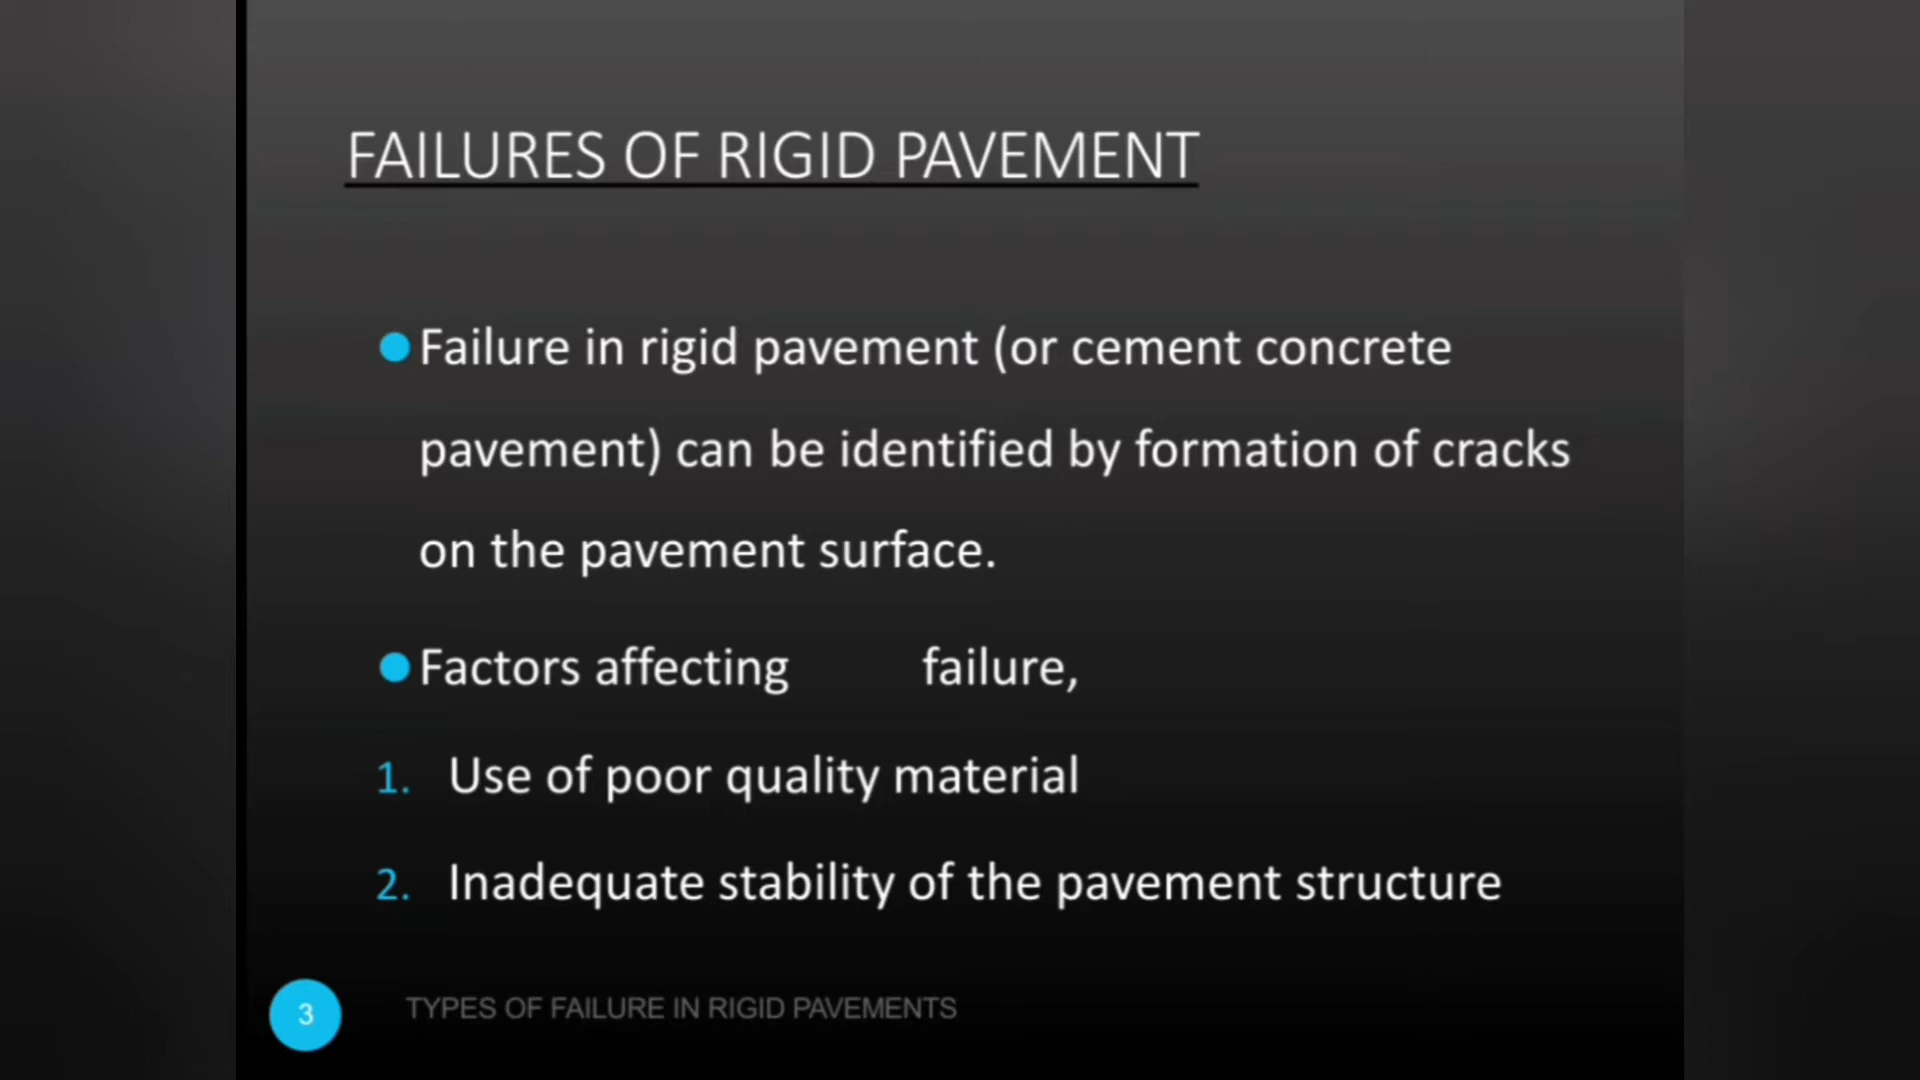 FAILURES OF RIGID PAVEMENT
Failure in rigid pavement (or cement concrete
pavement) can be identified by formation of cracks
on the pavement surface.
Factors affecting failure,
1. Use of poor quality material
2. Inadequate stability of the pavement structure
3 TYPES OF FAILURE IN RIGID PAVEMENTS